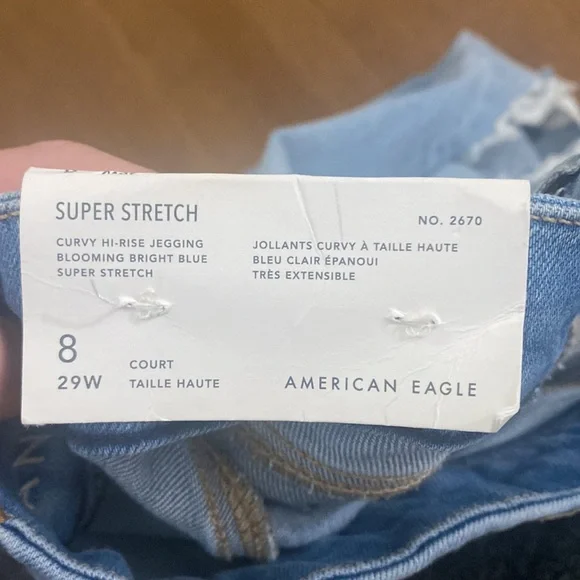 SUPER STRETCH
NO. 2670
CURVY HI-RISE JEGGING
BLOOMING BRIGHT BLUE
SUPER STRETCH
JOLLANTS CURVY À TAILLE HAUTE
BLEU CLAIR ÉPANOUI
TRÈS EXTENSIBLE
8
29W
COURT
TAILLE HAUTE
AMERICAN EAGLE
AN